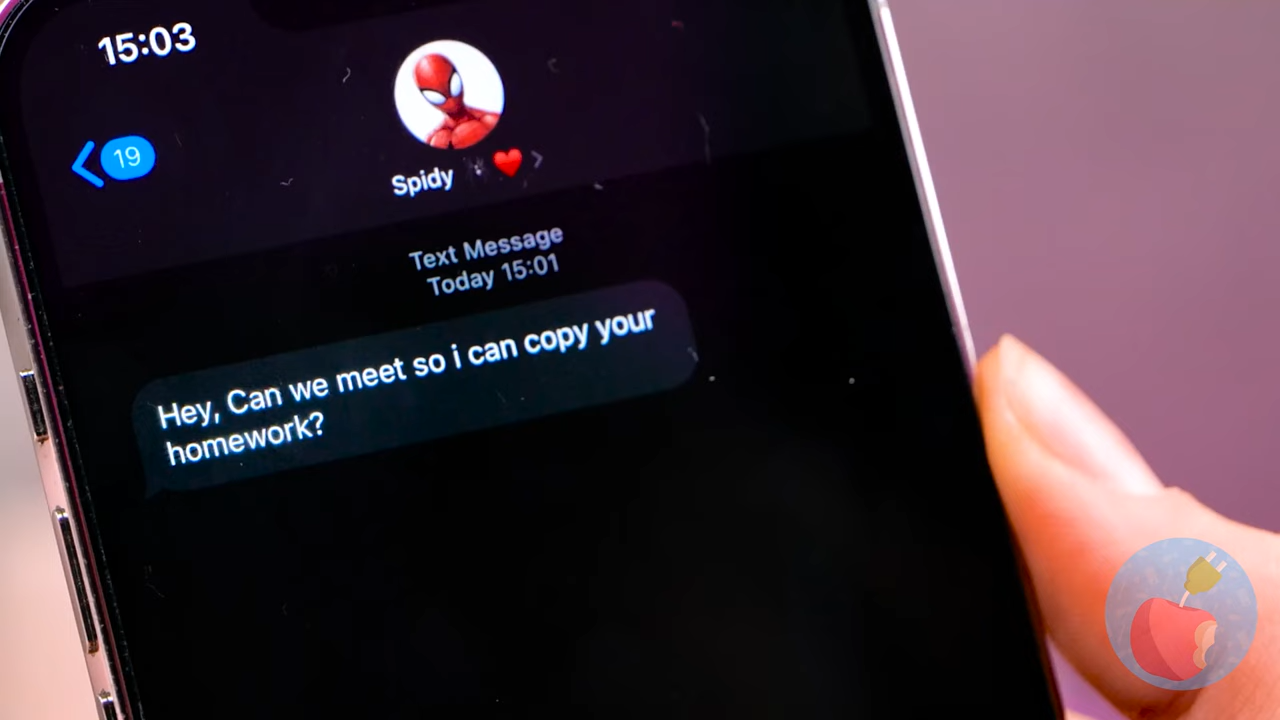 15:03
19
Spidy ❤️
Text Message
Today 15:01
Hey, Can we meet so i can copy your
homework?